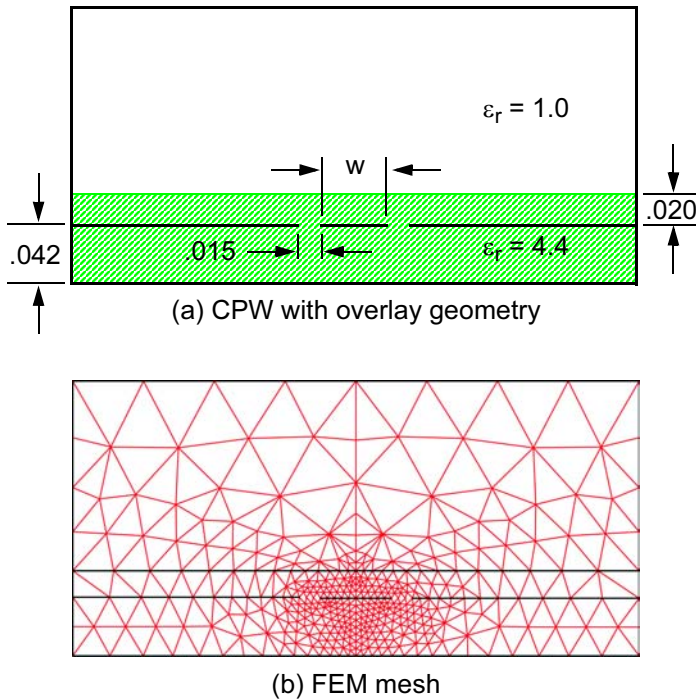 εr = 1.0
w
.020
.042
.015
εr = 4.4
(a) CPW with overlay geometry
(b) FEM mesh